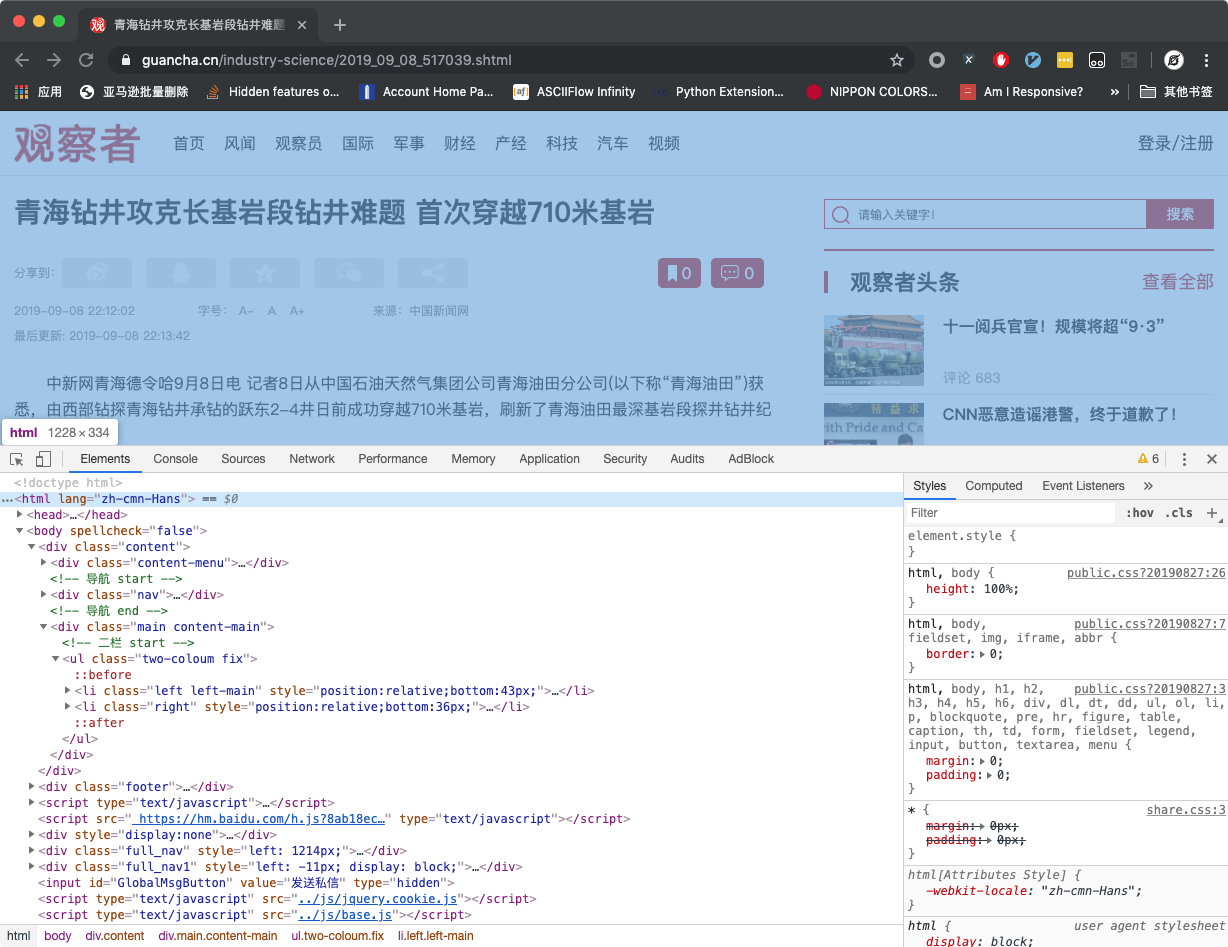 青海钻井攻克长基岩段钻井难题
guancha.cn/industry-science/2019_09_08_517039.shtml
应用 亚马逊批量删除 Hidden features o... Account Home Pa... ASCIIFlow Infinity Python Extension... NIPPON COLORS... Am I Responsive? » 其他书签
观察者 首页 风闻 观察员 国际 军事 财经 产经 科技 汽车 视频 登录/注册
青海钻井攻克长基岩段钻井难题 首次穿越710米基岩
请输入关键字！ 搜索
分享到： 0 0
观察者头条 查看全部
2019-09-08 22:12:02 字号： A- A A+ 来源：中国新闻网
最后更新: 2019-09-08 22:13:42
十一阅兵官宣！规模将超“9·3”
评论 683
中新网青海德令哈9月8日电 记者8日从中国石油天然气集团公司青海油田分公司(以下称“青海油田”)获
悉，由西部钻探青海钻井承钻的跃东2-4井日前成功穿越710米基岩，刷新了青海油田最深基岩段探井钻井纪
CNN恶意造谣港警，终于道歉了！
精 益 求
with Pride and Ca
html 1228 × 334
Elements Console Sources Network Performance Memory Application Security Audits AdBlock 6
<!doctype html>
…<html lang="zh-cmn-Hans"> == $0
<head>…</head>
<body spellcheck="false">
<div class="content">
<div class="content-menu">…</div>
<!-- 导航 start -->
<div class="nav">…</div>
<!-- 导航 end -->
<div class="main content-main">
<!-- 二栏 start -->
<ul class="two-coloum fix">
::before
<li class="left left-main" style="position:relative;bottom:43px;">…</li>
<li class="right" style="position:relative;bottom:36px;">…</li>
::after
</ul>
</div>
</div>
<div class="footer">…</div>
<script type="text/javascript">…</script>
<script src=" https://hm.baidu.com/h.js?8ab18ec…" type="text/javascript"></script>
<div style="display:none">…</div>
<div class="full_nav" style="left: 1214px;">…</div>
<div class="full_nav1" style="left: -11px; display: block;">…</div>
<input id="GlobalMsgButton" value="发送私信" type="hidden">
<script type="text/javascript" src="../js/jquery.cookie.js"></script>
<script type="text/javascript" src="../js/base.js"></script>
html body div.content div.main.content-main ul.two-coloum.fix li.left.left-main
Styles Computed Event Listeners »
Filter :hov .cls +
element.style {
}
html, body { public.css?20190827:26
height: 100%;
}
html, body, public.css?20190827:7
fieldset, img, iframe, abbr {
border: 0;
}
html, body, h1, h2, public.css?20190827:3
h3, h4, h5, h6, div, dl, dt, dd, ul, ol, li,
p, blockquote, pre, hr, figure, table,
caption, th, td, form, fieldset, legend,
input, button, textarea, menu {
margin: 0;
padding: 0;
}
* { share.css:3
margin: 0px;
padding: 0px;
}
html[Attributes Style] {
-webkit-locale: "zh-cmn-Hans";
}
html { user agent stylesheet
display: block;